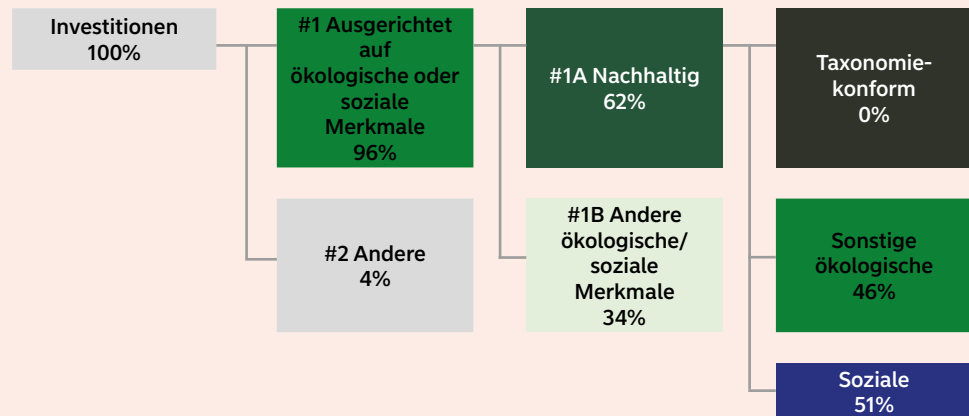 Investitionen
100%
#1 Ausgerichtet
auf
ökologische oder
soziale
Merkmale
96%
#1A Nachhaltig
62%
Taxonomie-
konform
0%
#2 Andere
4%
#1B Andere
ökologische/
soziale
Merkmale
34%
Sonstige
ökologische
46%
Soziale
51%